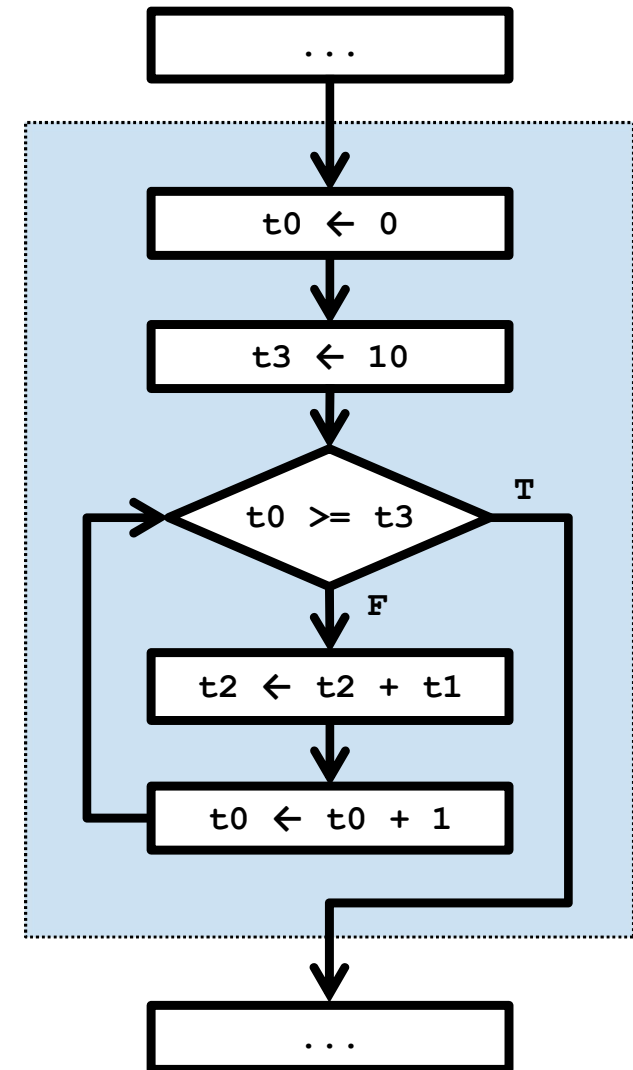 ...
t0 ← 0
t3 ← 10
t0 >= t3
T
F
t2 ← t2 + t1
t0 ← t0 + 1
...